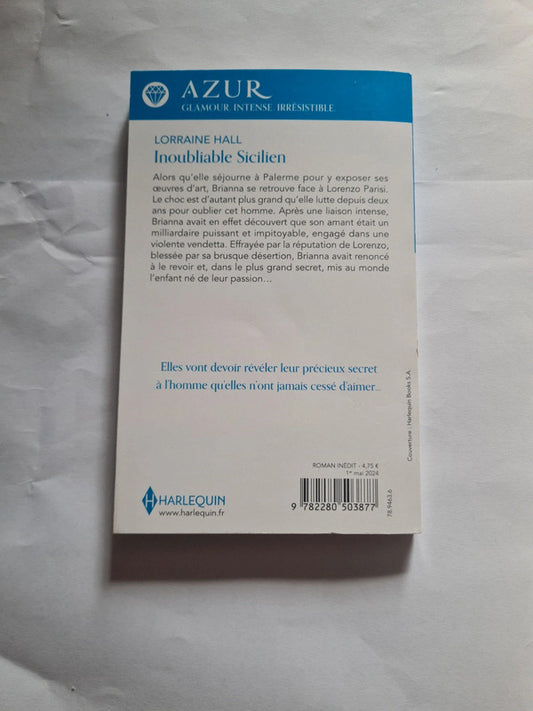 AZUR
GLAMOUR. INTENSE. IRRÉSISTIBLE.
LORRAINE HALL
Inoubliable Sicilien
Alors qu'elle séjourne à Palerme pour y exposer ses
œuvres d'art, Brianna se retrouve face à Lorenzo Parisi.
Le choc est d'autant plus grand qu'elle lutte depuis deux
ans pour oublier cet homme. Après une liaison intense,
Brianna avait en effet découvert que son amant était un
milliardaire puissant et impitoyable, engagé dans une
violente vendetta. Effrayée par la réputation de Lorenzo,
blessée par sa brusque désertion, Brianna avait renoncé
à le revoir et, dans le plus grand secret, mis au monde
l'enfant né de leur passion…
Elles vont devoir révéler leur précieux secret
à l'homme qu'elles n'ont jamais cessé d'aimer...
Couverture : Harlequin Books S.A.
ROMAN INÉDIT - 4,75 €
1er mai 2024
HARLEQUIN
www.harlequin.fr
9 782280 503877
78.9463.6